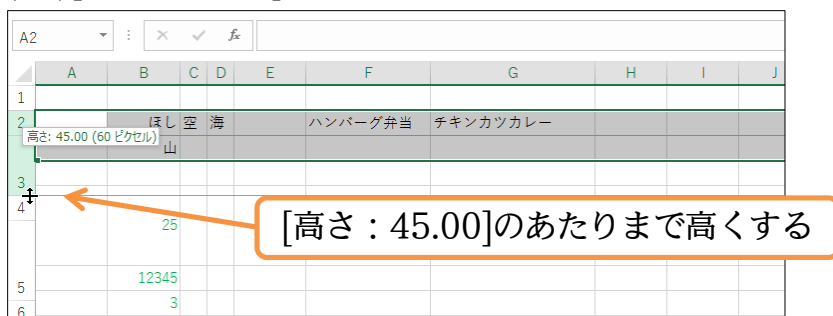 A2 fx
A B C D E F G H I J
1
2 ほし 空 海 ハンバーグ弁当 チキンカツカレー
高さ: 45.00 (60 ピクセル)
山
3
4
25
[高さ：45.00]のあたりまで高くする
5 12345
6 3